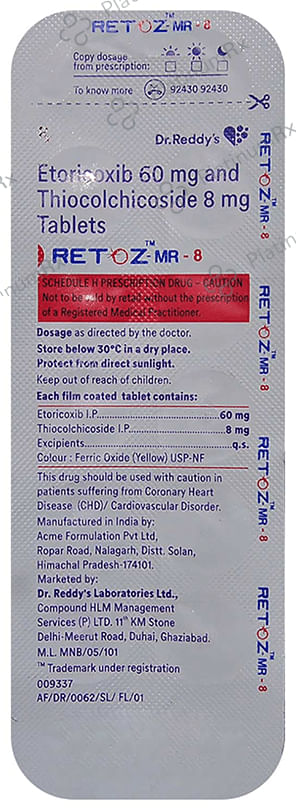 RETOZ™-MR - 8
Copy dosage
from prescription:
To know more 92430 92430
Dr.Reddy's
Etoricoxib 60 mg and
Thiocolchicoside 8 mg
Tablets
RETOZ™-MR - 8
SCHEDULE H PRESCRIPTION DRUG - CAUTION
Not to be sold by retail without the prescription
of a Registered Medical Practitioner.
Dosage as directed by the doctor.
Store below 30°C in a dry place.
Protect from direct sunlight.
Keep out of reach of children.
Each film coated tablet contains:
Etoricoxib I.P.....................................60 mg
Thiocolchicoside I.P.............................8 mg
Excipients..........................................q.s.
Colour : Ferric Oxide (Yellow) USP-NF
This drug should be used with caution in
patients suffering from Coronary Heart
Disease (CHD)/ Cardiovascular Disorder.
Manufactured in India by:
Acme Formulation Pvt Ltd,
Ropar Road, Nalagarh, Distt. Solan,
Himachal Pradesh-174101.
Marketed by:
Dr. Reddy's Laboratories Ltd.,
Compound HLM Management
Services (P) LTD. 11th KM Stone
Delhi-Meerut Road, Duhai, Ghaziabad.
M.L. MNB/05/101
™ Trademark under registration
009337
AF/DR/0062/SL/ FL/01
RETOZ™-MR - 8
RETOZ™-MR - 8
RETOZ™-MR - 8
RETOZ™-MR - 8